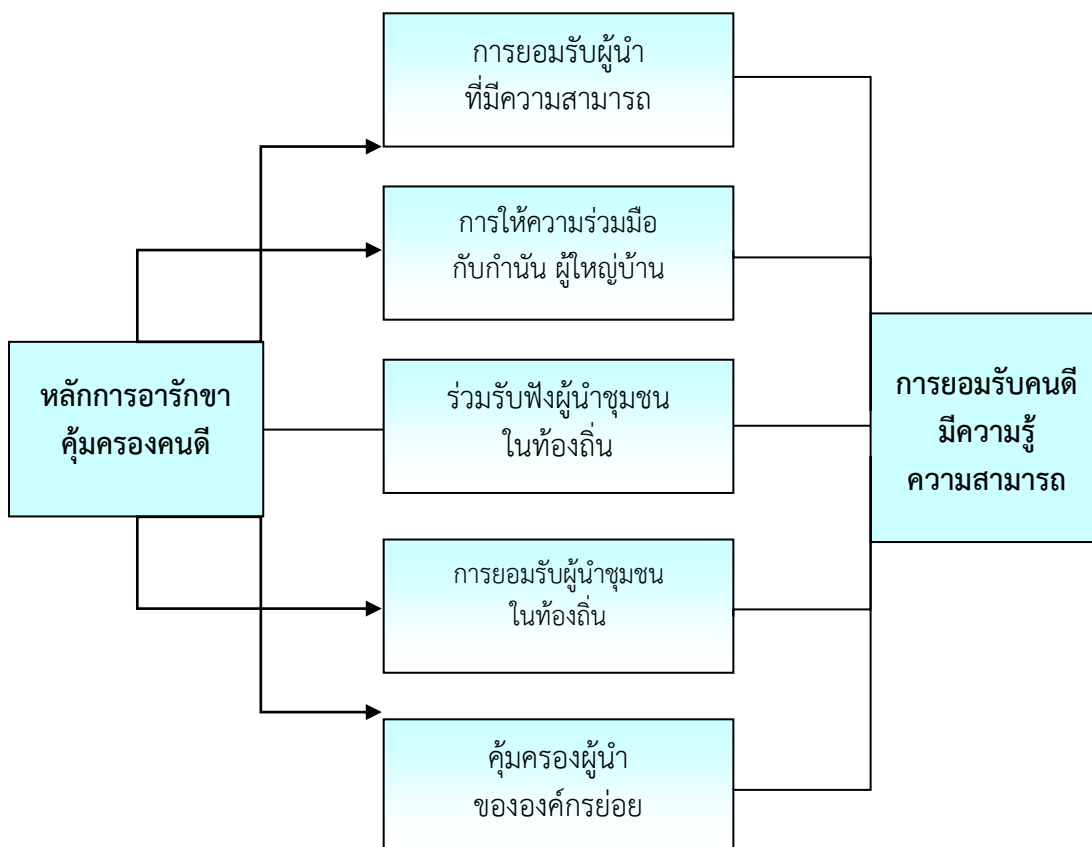 การยอมรับผู้นำ
ที่มีความสามารถ
การให้ความร่วมมือ
กับกำนัน ผู้ใหญ่บ้าน
หลักการอารักขา
คุ้มครองคนดี
ร่วมรับฟังผู้นำชุมชน
ในท้องถิ่น
การยอมรับคนดี
มีความรู้
ความสามารถ
การยอมรับผู้นำชุมชน
ในท้องถิ่น
คุ้มครองผู้นำ
ขององค์กรย่อย